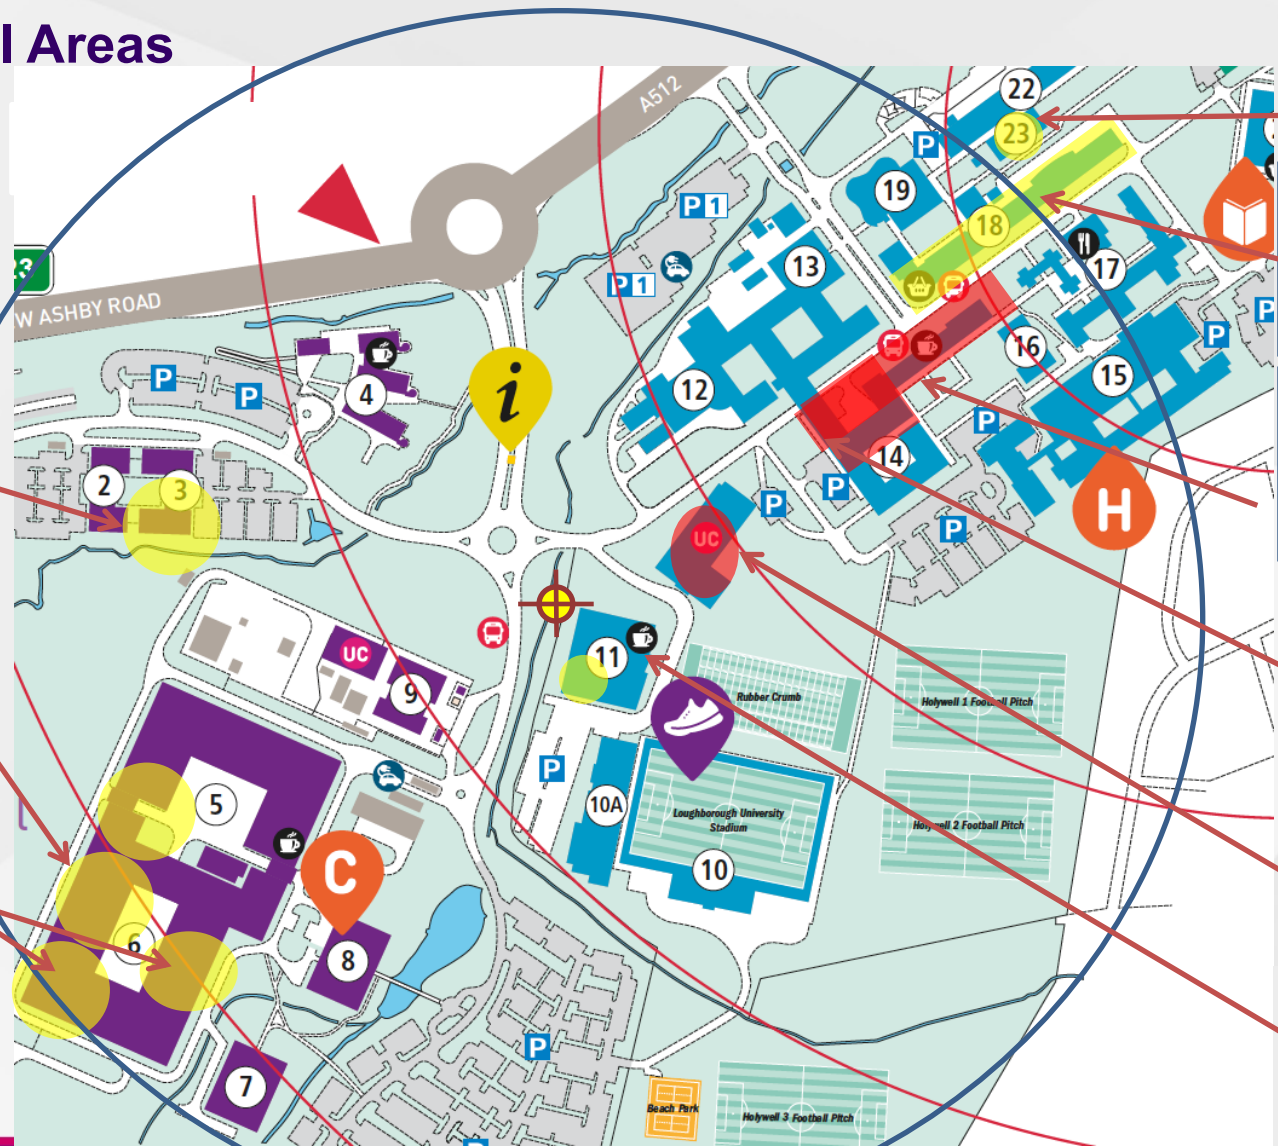 l Areas
A512
22
23
P
19
P 1
18
23
13
17
P 1
P
W ASHBY ROAD
16
P
4
12
15
P
i
P
P
14
2
3
P
P
H
UC
P
11
UC
9
Rubber Crumb
Holywell 1 Football Pitch
P
5
10A
Loughborough University
Stadium
Holywell 2 Football Pitch
C
10
6
8
P
7
Beach Park
Holywell 3 Football Pitch
P